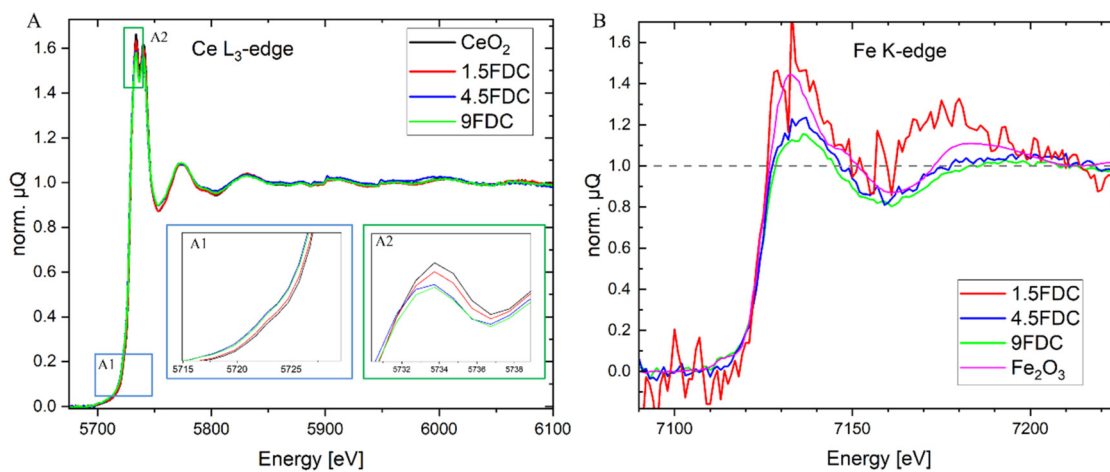 A
Ce L₃-edge
A2
CeO₂
1.5FDC
4.5FDC
9FDC
norm. µQ
1.6
1.4
1.2
1.0
0.8
0.6
0.4
0.2
0.0
A1
A1
5715 5720 5725
A2
5732 5734 5736 5738
5700 5800 5900 6000 6100
Energy [eV]
B
Fe K-edge
norm. µQ
1.6
1.4
1.2
1.0
0.8
0.6
0.4
0.2
0.0
1.5FDC
4.5FDC
9FDC
Fe₂O₃
7100 7150 7200
Energy [eV]